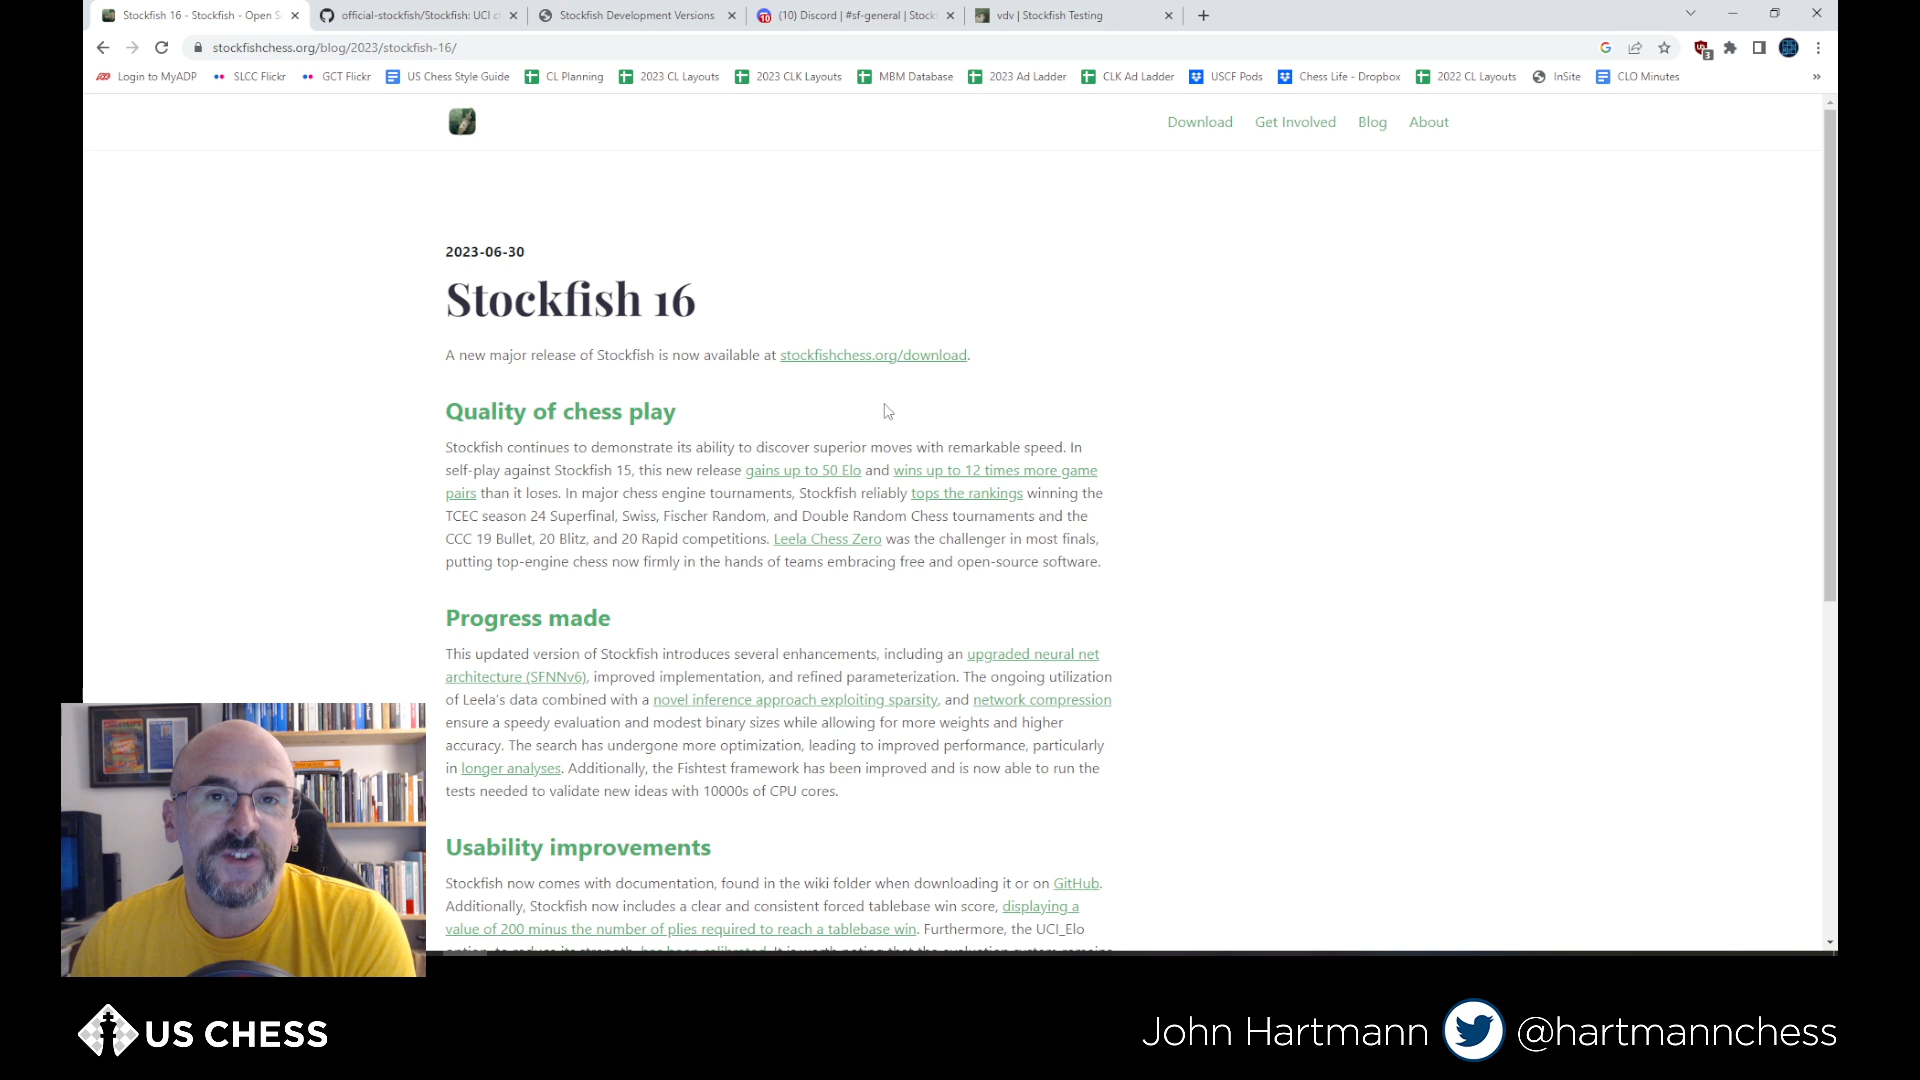 Stockfish 16 - Stockfish - Open S
official-stockfish/Stockfish: UCI c
Stockfish Development Versions
(10) Discord | #sf-general | Stock
vdv | Stockfish Testing
stockfishchess.org/blog/2023/stockfish-16/
Login to MyADP
SLCC Flickr
GCT Flickr
US Chess Style Guide
CL Planning
2023 CL Layouts
2023 CLK Layouts
MBM Database
2023 Ad Ladder
CLK Ad Ladder
USCF Pods
Chess Life - Dropbox
2022 CL Layouts
InSite
CLO Minutes
Download Get Involved Blog About
2023-06-30
Stockfish 16
A new major release of Stockfish is now available at stockfishchess.org/download.
Quality of chess play
Stockfish continues to demonstrate its ability to discover superior moves with remarkable speed. In
self-play against Stockfish 15, this new release gains up to 50 Elo and wins up to 12 times more game
pairs than it loses. In major chess engine tournaments, Stockfish reliably tops the rankings winning the
TCEC season 24 Superfinal, Swiss, Fischer Random, and Double Random Chess tournaments and the
CCC 19 Bullet, 20 Blitz, and 20 Rapid competitions. Leela Chess Zero was the challenger in most finals,
putting top-engine chess now firmly in the hands of teams embracing free and open-source software.
Progress made
This updated version of Stockfish introduces several enhancements, including an upgraded neural net
architecture (SFNNv6), improved implementation, and refined parameterization. The ongoing utilization
of Leela's data combined with a novel inference approach exploiting sparsity, and network compression
ensure a speedy evaluation and modest binary sizes while allowing for more weights and higher
accuracy. The search has undergone more optimization, leading to improved performance, particularly
in longer analyses. Additionally, the Fishtest framework has been improved and is now able to run the
tests needed to validate new ideas with 10000s of CPU cores.
Usability improvements
Stockfish now comes with documentation, found in the wiki folder when downloading it or on GitHub.
Additionally, Stockfish now includes a clear and consistent forced tablebase win score, displaying a
value of 200 minus the number of plies required to reach a tablebase win. Furthermore, the UCI_Elo
option, to reduce its strength, has been calibrated. It is worth noting that the evaluation system remains
US CHESS
John Hartmann @hartmannchess